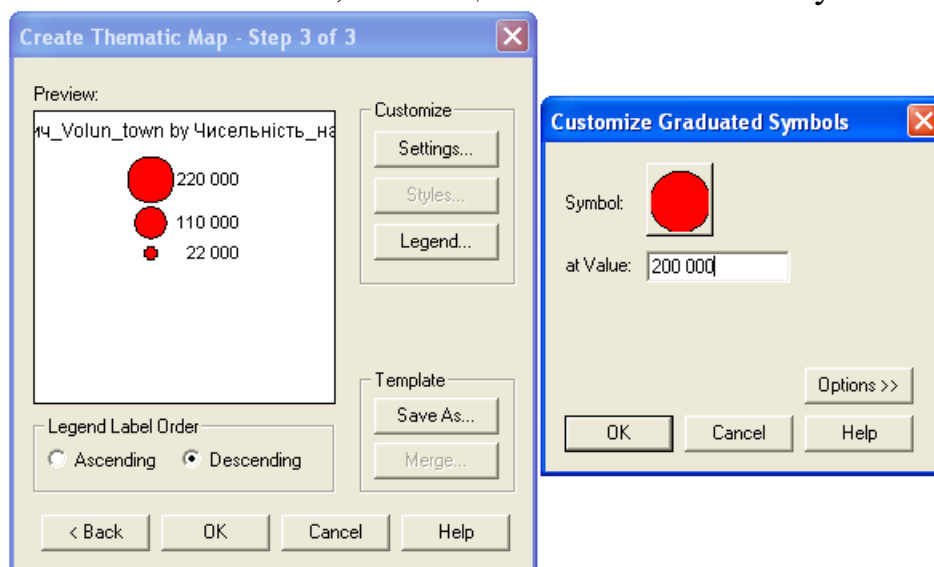 Create Thematic Map - Step 3 of 3
Preview:
ич_Volun_town by Чисельність_на
220 000
110 000
22 000
Customize
Settings...
Styles...
Legend...
Template
Save As...
Merge...
Legend Label Order
Ascending
Descending
< Back
OK
Cancel
Help
Customize Graduated Symbols
Symbol:
at Value:
200 000
Options >>
OK
Cancel
Help